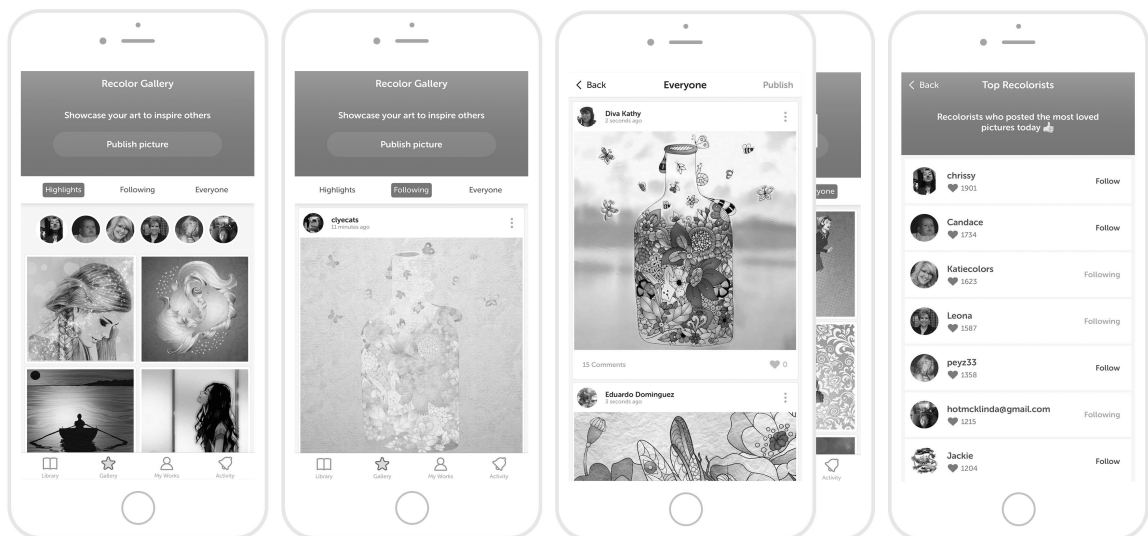 Recolor Gallery
Showcase your art to inspire others
Publish picture
Highlights
Following
Everyone
Library
Gallery
My Works
Activity
Recolor Gallery
Showcase your art to inspire others
Publish picture
Highlights
Following
Everyone
clyecats
11 minutes ago
Library
Gallery
My Works
Activity
Back
Everyone
Publish
Diva Kathy
2 seconds ago
15 Comments
0
Eduardo Dominguez
3 seconds ago
yone
Activity
Back
Top Recolorists
Recolorists who posted the most loved
pictures today
chrissy
1901
Follow
Candace
1734
Follow
Katiecolors
1623
Following
Leona
1587
Following
peyz33
1358
Follow
hotmcklinda@gmail.com
1215
Following
Jackie
1204
Follow